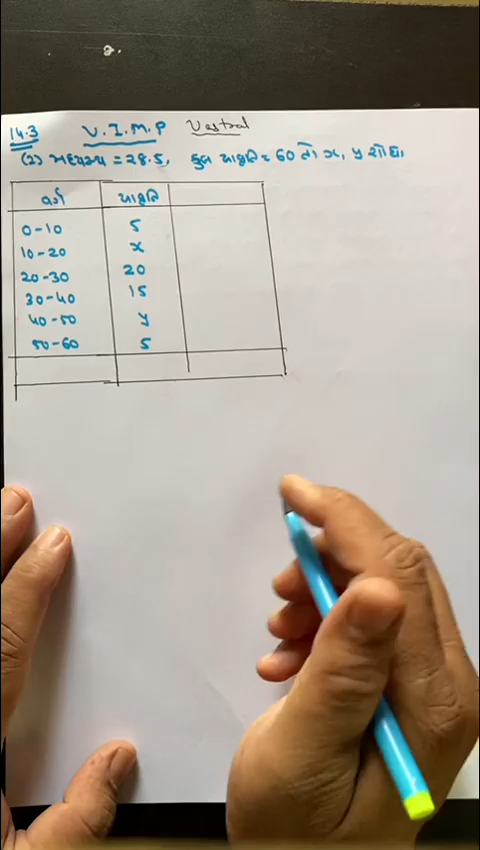 14.3 V.I.M.P Vastral
(2) મધ્યસ્થ = 28.5, કુલ આવૃત્તિ = 60 તો x, y શોધો.
વર્ગ આવૃત્તિ
0-10 5
10-20 x
20-30 20
30-40 15
40-50 y
50-60 5